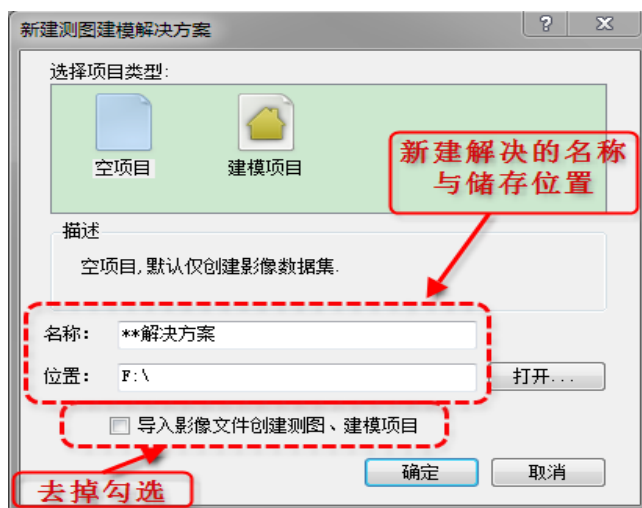 新建测图建模解决方案
选择项目类型:
空项目
建模项目
新建解决的名称
与储存位置
描述
空项目,默认仅创建影像数据集.
名称:
**解决方案
位置:
F:\
打开...
导入影像文件创建测图、建模项目
确定
取消
去掉勾选